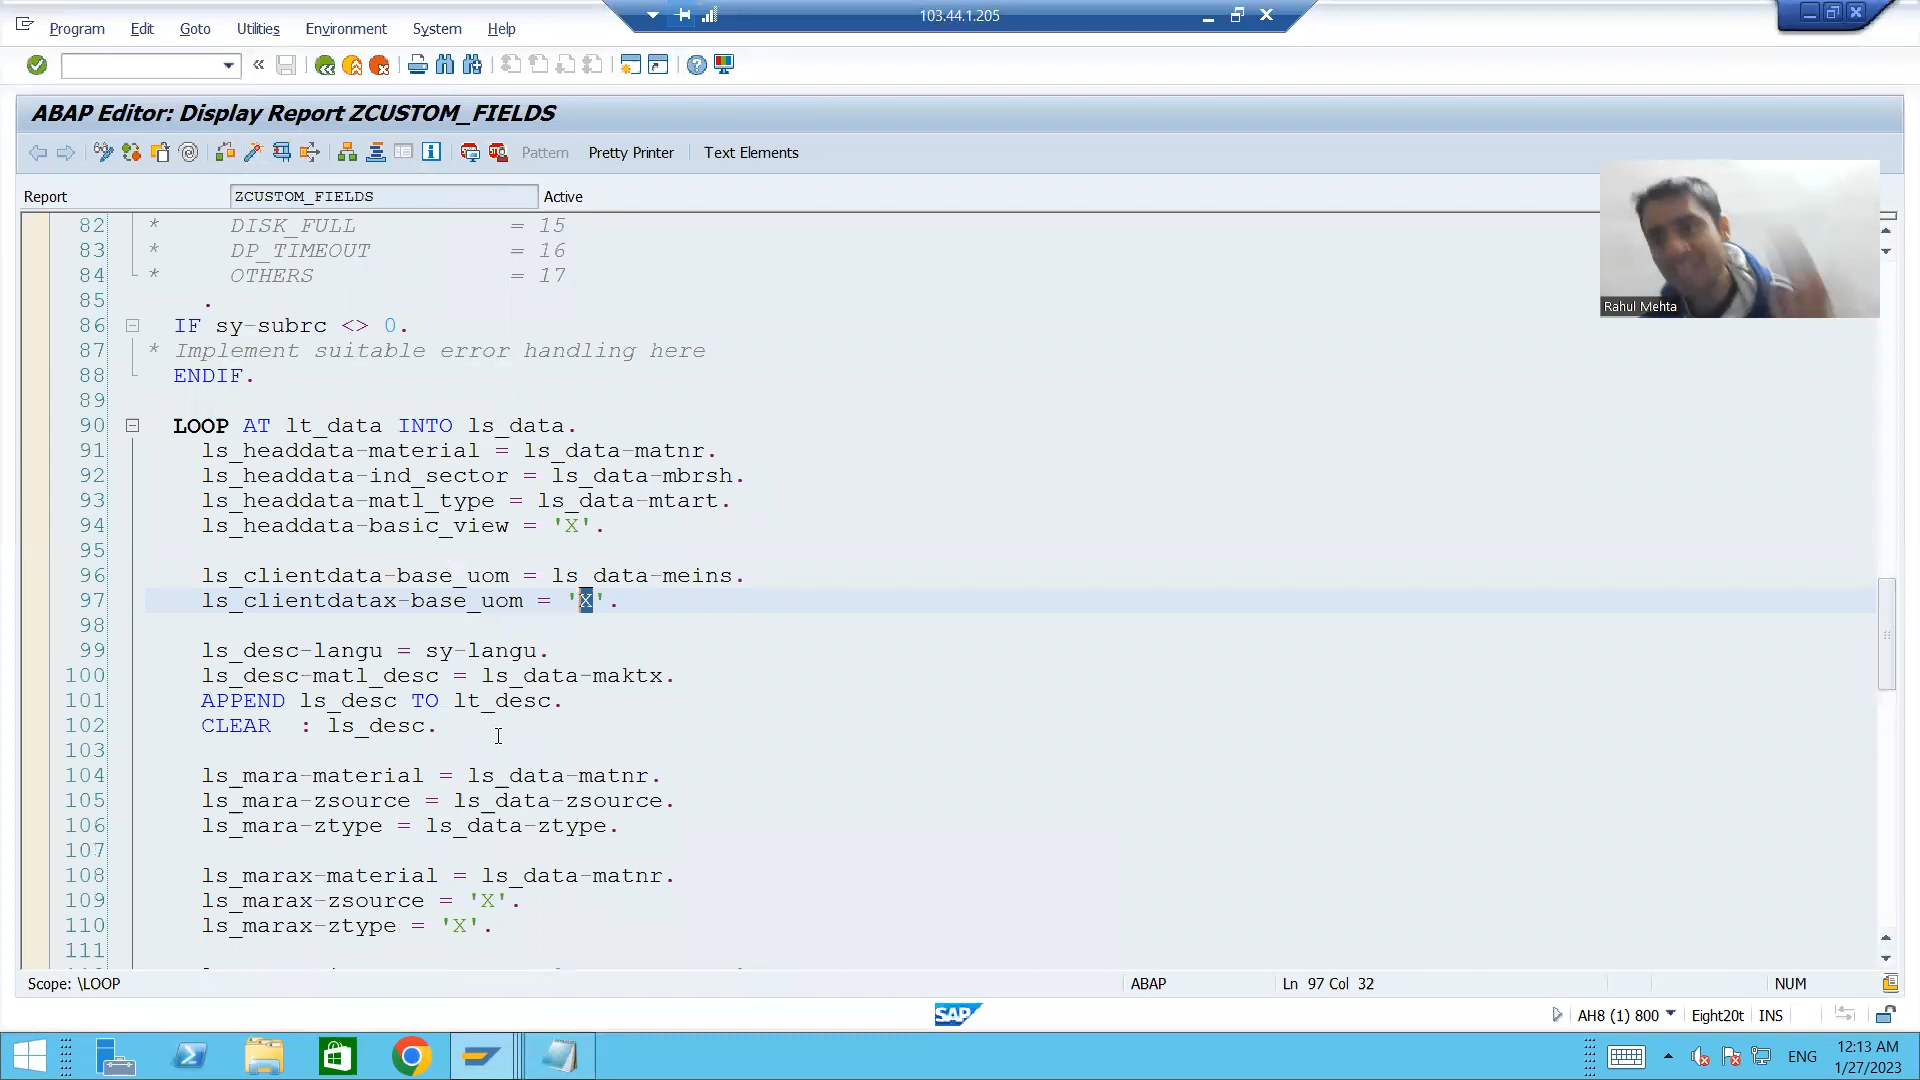 103.44.1.205
Program Edit Goto Utilities Environment System Help
ABAP Editor: Display Report ZCUSTOM_FIELDS
Pattern Pretty Printer Text Elements
Report ZCUSTOM_FIELDS Active
82 * DISK_FULL = 15
83 * DP_TIMEOUT = 16
84 * OTHERS = 17
85 .
86 IF sy-subrc <> 0.
87 * Implement suitable error handling here
88 ENDIF.
89
90 LOOP AT lt_data INTO ls_data.
91 ls_headdata-material = ls_data-matnr.
92 ls_headdata-ind_sector = ls_data-mbrsh.
93 ls_headdata-matl_type = ls_data-mtart.
94 ls_headdata-basic_view = 'X'.
95
96 ls_clientdata-base_uom = ls_data-meins.
97 ls_clientdatax-base_uom = 'X'.
98
99 ls_desc-langu = sy-langu.
100 ls_desc-matl_desc = ls_data-maktx.
101 APPEND ls_desc TO lt_desc.
102 CLEAR : ls_desc.
103
104 ls_mara-material = ls_data-matnr.
105 ls_mara-zsource = ls_data-zsource.
106 ls_mara-ztype = ls_data-ztype.
107
108 ls_marax-material = ls_data-matnr.
109 ls_marax-zsource = 'X'.
110 ls_marax-ztype = 'X'.
111
Rahul Mehta
Scope: \LOOP ABAP Ln 97 Col 32 NUM
SAP AH8 (1) 800 Eight20t INS
ENG 12:13 AM
1/27/2023